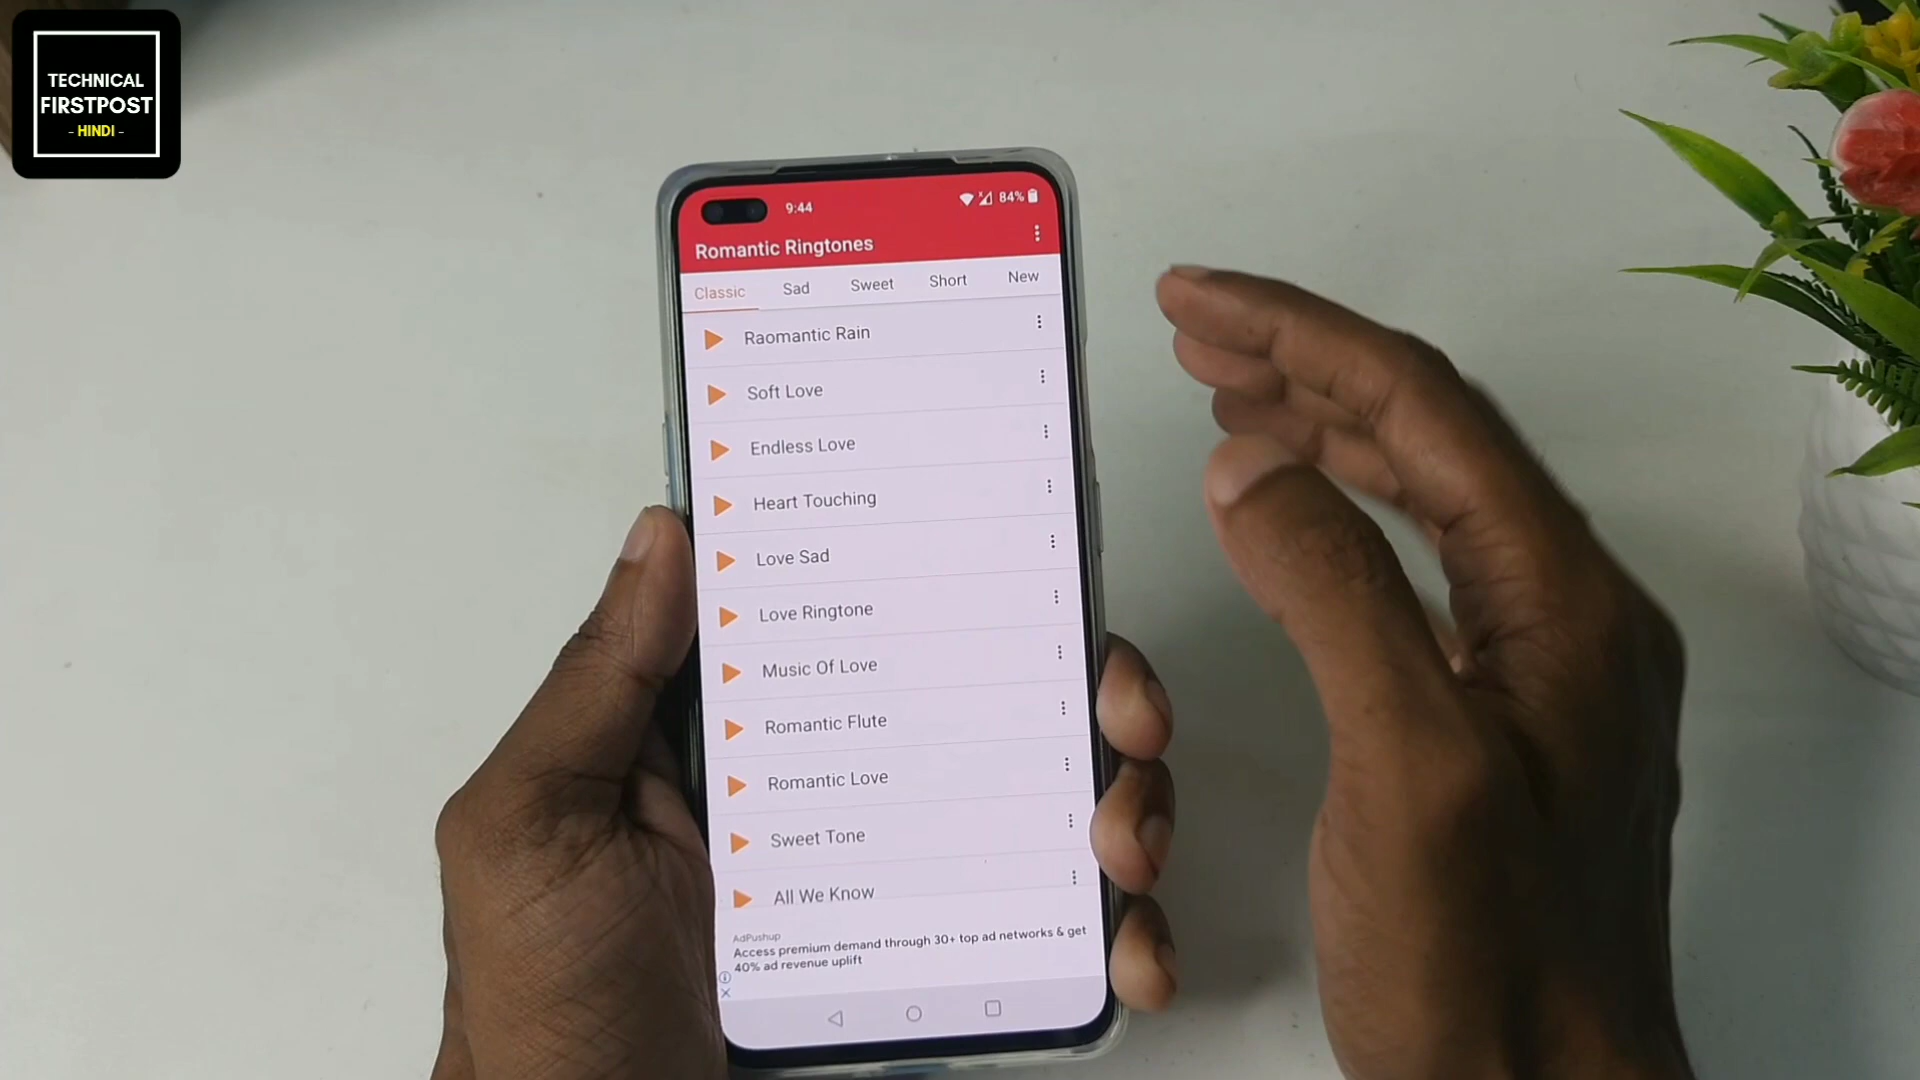 TECHNICAL
FIRSTPOST
- HINDI -
9:44
84%
Romantic Ringtones
Classic Sad Sweet Short New
Raomantic Rain
Soft Love
Endless Love
Heart Touching
Love Sad
Love Ringtone
Music Of Love
Romantic Flute
Romantic Love
Sweet Tone
All We Know
AdPushup
Access premium demand through 30+ top ad networks & get
40% ad revenue uplift